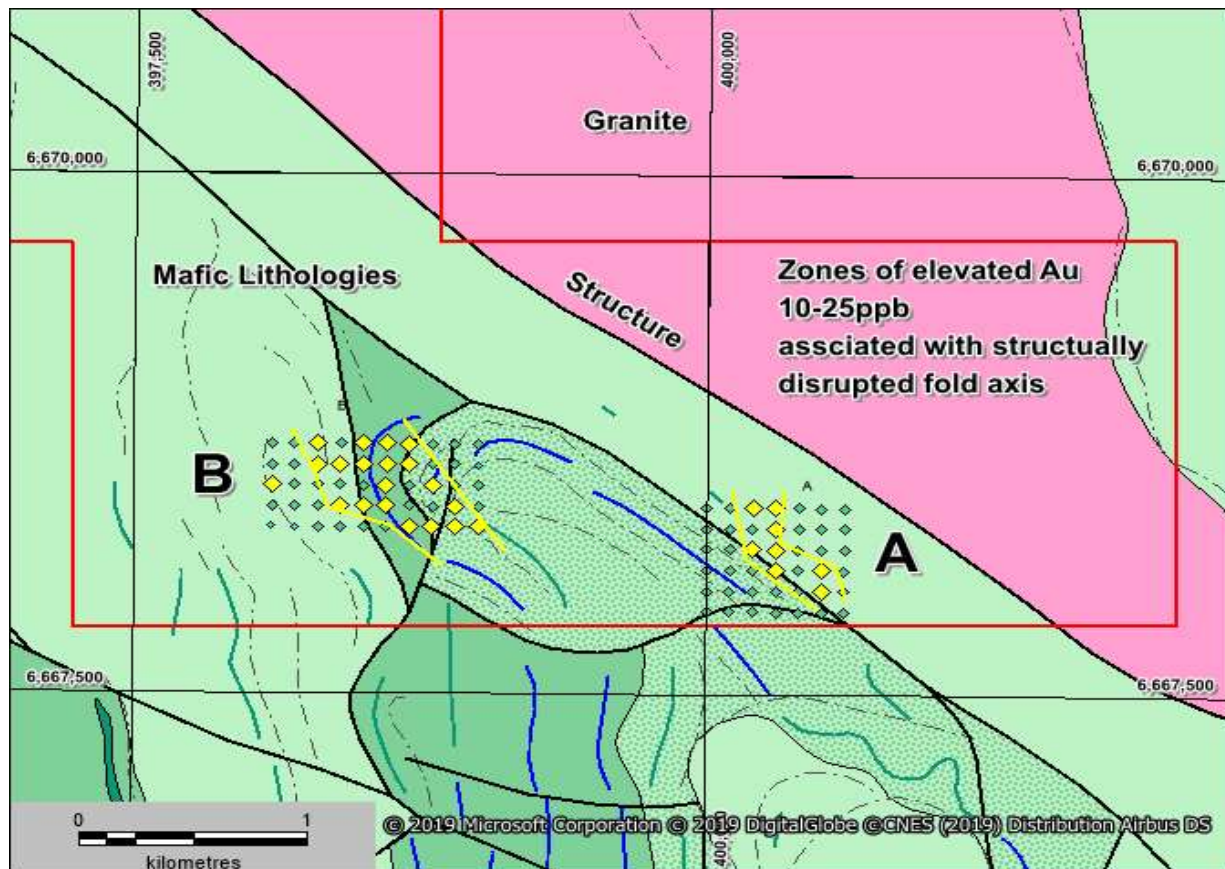 397,500
400,000
Granite
6,670,000
6,670,000
Mafic Lithologies
Structure
Zones of elevated Au
10-25ppb
assciated with structually
disrupted fold axis
B
A
B
A
6,667,500
6,667,500
0 1
kilometres
400,
© 2019 Microsoft Corporation © 2019 DigitalGlobe ©CNES (2019) Distribution Airbus DS